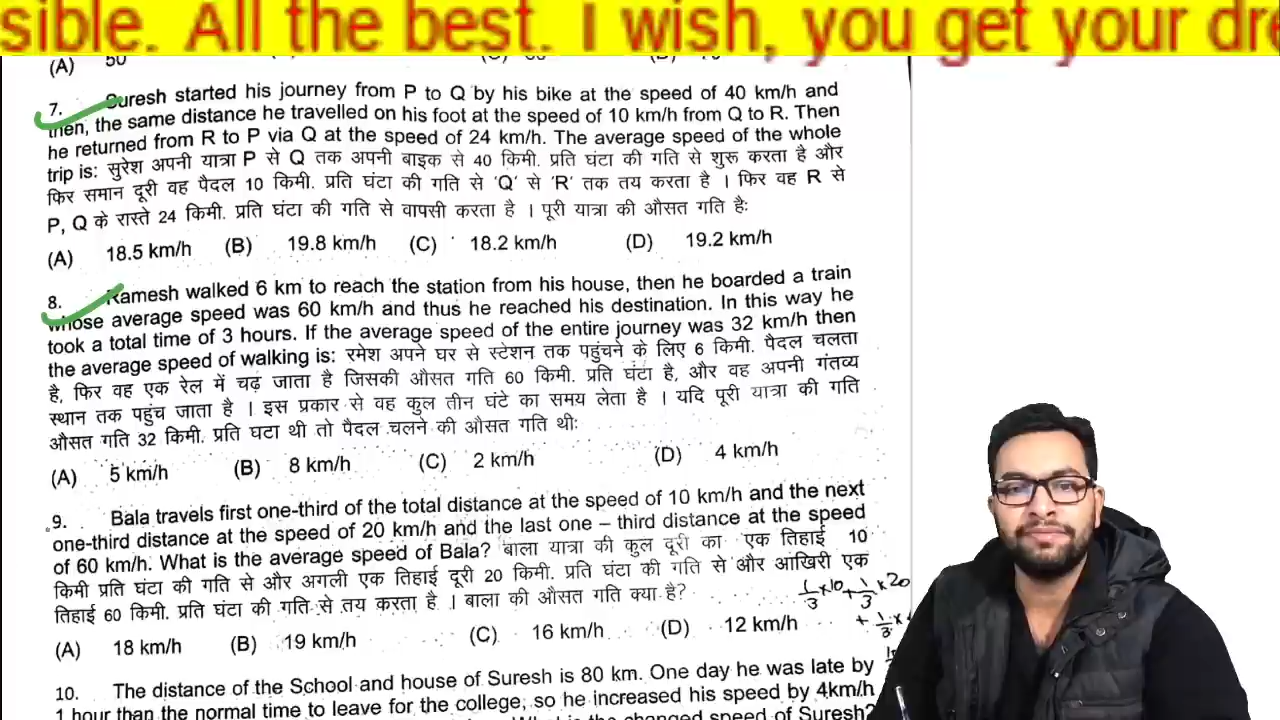 sible. All the best. I wish, you get your dre
(A) 50
7. Suresh started his journey from P to Q by his bike at the speed of 40 km/h and
then, the same distance he travelled on his foot at the speed of 10 km/h from Q to R. Then
he returned from R to P via Q at the speed of 24 km/h. The average speed of the whole
trip is: सुरेश अपनी यात्रा P से Q तक अपनी बाइक से 40 किमी. प्रति घंटा की गति से शुरू करता है और
फिर समान दूरी वह पैदल 10 किमी. प्रति घंटा की गति से 'Q' से 'R' तक तय करता है । फिर वह R से
P, Q के रास्ते 24 किमी. प्रति घंटा की गति से वापसी करता है । पूरी यात्रा की औसत गति हैः
(A) 18.5 km/h (B) 19.8 km/h (C) 18.2 km/h (D) 19.2 km/h
8. Ramesh walked 6 km to reach the station from his house, then he boarded a train
whose average speed was 60 km/h and thus he reached his destination. In this way he
took a total time of 3 hours. If the average speed of the entire journey was 32 km/h then
the average speed of walking is: रमेश अपने घर से स्टेशन तक पहुंचने के लिए 6 किमी. पैदल चलता
है, फिर वह एक रेल में चढ़ जाता है जिसकी औसत गति 60 किमी. प्रति घंटा है, और वह अपनी गंतव्य
स्थान तक पहुंच जाता है । इस प्रकार से वह कुल तीन घंटे का समय लेता है । यदि पूरी यात्रा की गति
औसत गति 32 किमी. प्रति घटा थी तो पैदल चलने की औसत गति थीः
(A) 5 km/h (B) 8 km/h (C) 2 km/h (D) 4 km/h
9. Bala travels first one-third of the total distance at the speed of 10 km/h and the next
one-third distance at the speed of 20 km/h and the last one – third distance at the speed
of 60 km/h. What is the average speed of Bala? बाला यात्रा की कुल दूरी का एक तिहाई 10
किमी प्रति घंटा की गति से और अगली एक तिहाई दूरी 20 किमी. प्रति घंटा की गति से और आखिरी एक
तिहाई 60 किमी. प्रति घंटा की गति से तय करता है । बाला की औसत गति क्या है?
1/3 ×10 + 1/3 ×20
+ 1/3 ×
(A) 18 km/h (B) 19 km/h (C) 16 km/h (D) 12 km/h
10. The distance of the School and house of Suresh is 80 km. One day he was late by
1 hour than the normal time to leave for the college, so he increased his speed by 4km/h
the changed speed of Suresh?